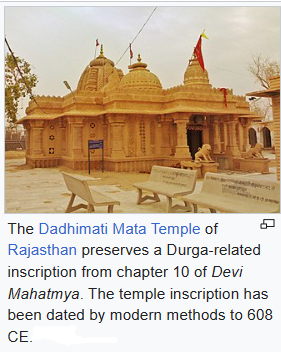 The Dadhimati Mata Temple of
Rajasthan preserves a Durga-related
inscription from chapter 10 of Devi
Mahatmya. The temple inscription has
been dated by modern methods to 608
CE.